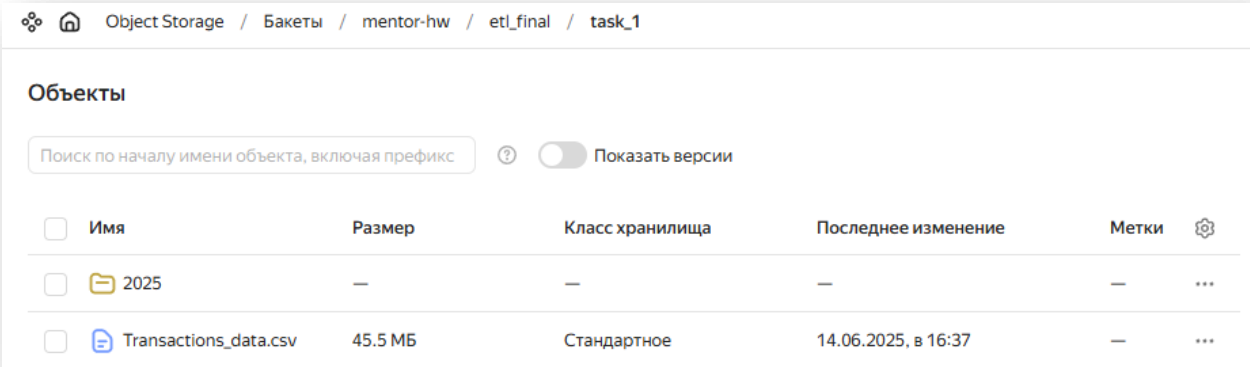 Object Storage / Бакеты / mentor-hw / etl_final / task_1
Объекты
Поиск по началу имени объекта, включая префикс ? Показать версии
Имя Размер Класс хранилища Последнее изменение Метки
2025 — — — — ...
Transactions_data.csv 45.5 МБ Стандартное 14.06.2025, в 16:37 — ...